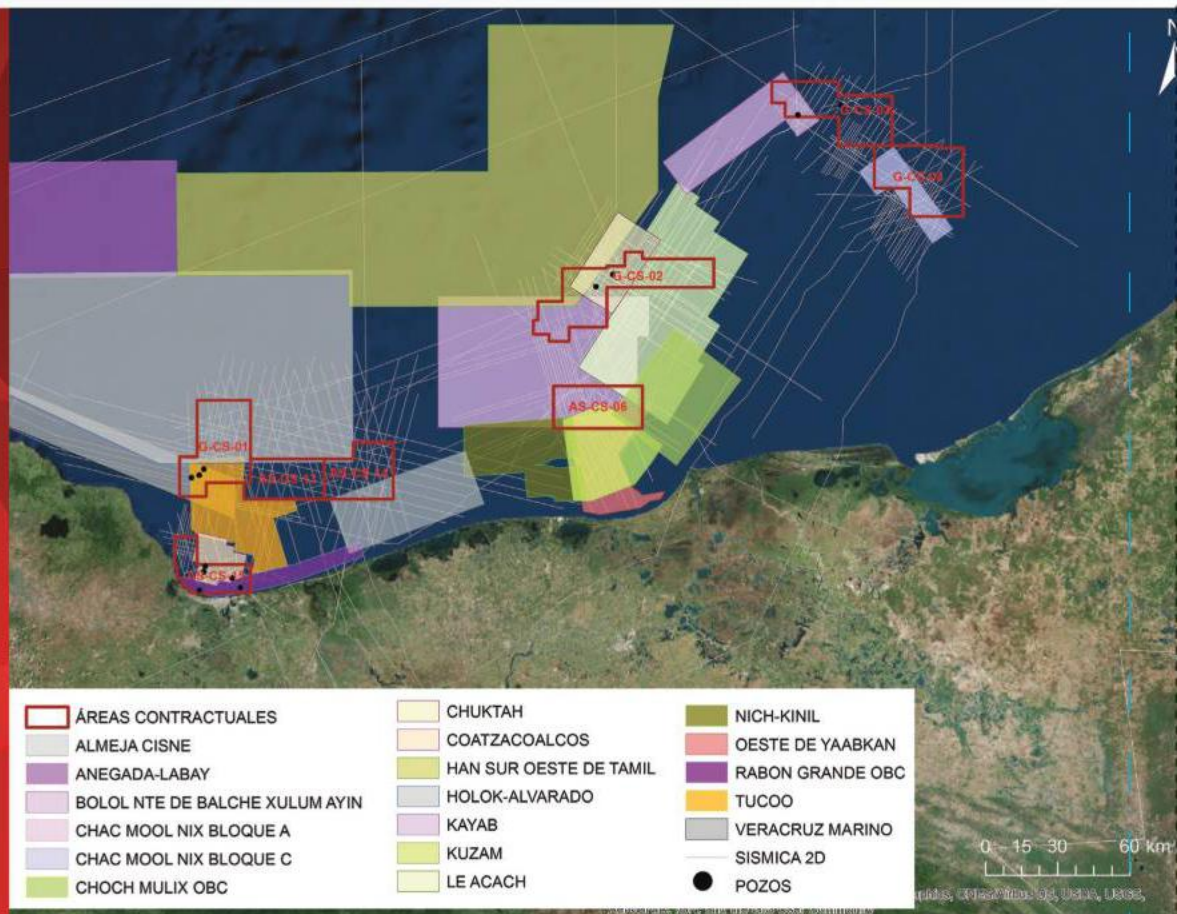 N
G-CS-03
G-CS-02
AS-CS-06
G-CS-01
ÁREAS CONTRACTUALES
ALMEJA CISNE
ANEGADA-LABAY
BOLOL NTE DE BALCHE XULUM AYIN
CHAC MOOL NIX BLOQUE A
CHAC MOOL NIX BLOQUE C
CHOCH MULIX OBC
CHUKTAH
COATZACOALCOS
HAN SUR OESTE DE TAMIL
HOLOK-ALVARADO
KAYAB
KUZAM
LE ACACH
NICH-KINIL
OESTE DE YAABKAN
RABON GRANDE OBC
TUCOO
VERACRUZ MARINO
SISMICA 2D
POZOS
0 15 30 60 km
USDA, USGS,